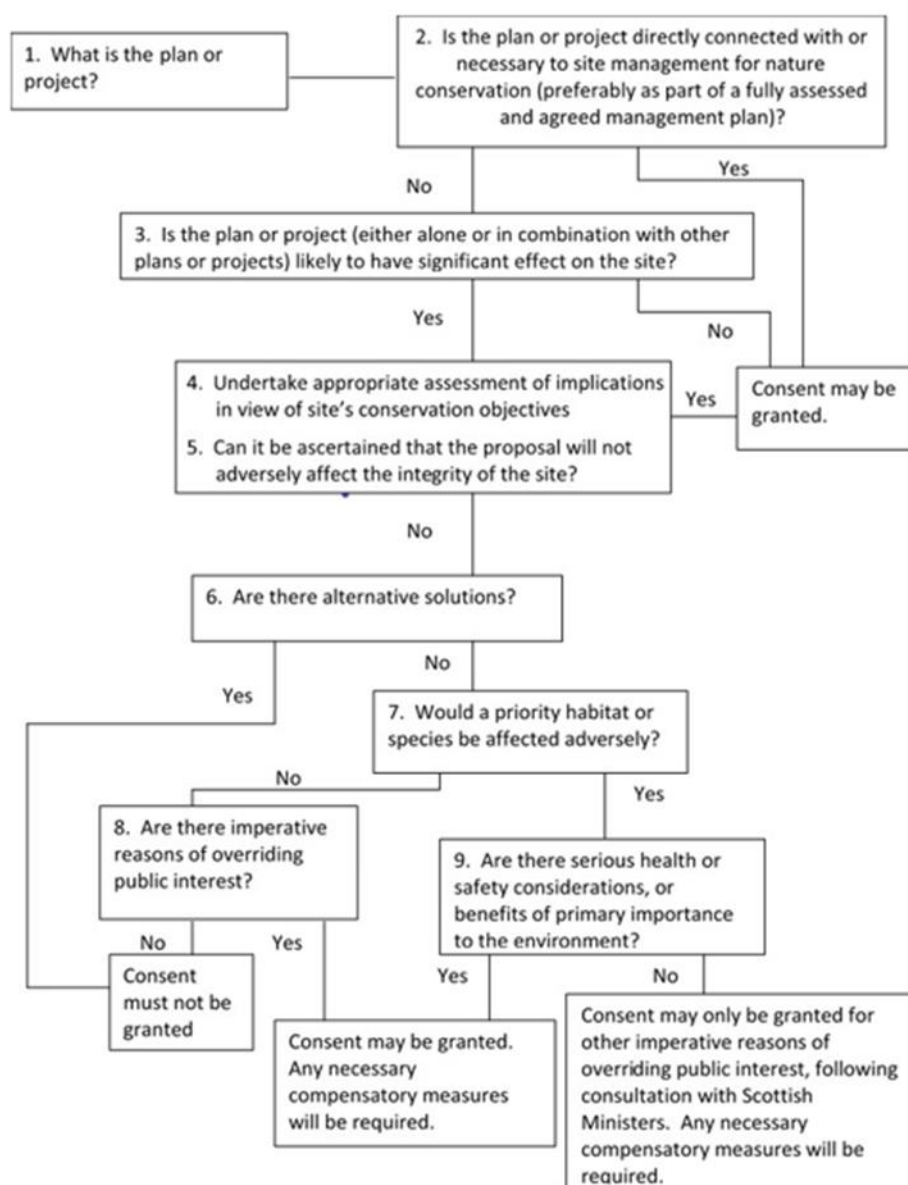 1. What is the plan or
project?
2. Is the plan or project directly connected with or
necessary to site management for nature
conservation (preferably as part of a fully assessed
and agreed management plan)?
Yes
No
3. Is the plan or project (either alone or in combination with other
plans or projects) likely to have significant effect on the site?
Yes
No
4. Undertake appropriate assessment of implications
in view of site's conservation objectives
5. Can it be ascertained that the proposal will not
adversely affect the integrity of the site?
Yes
Consent may be
granted.
No
6. Are there alternative solutions?
No
Yes
7. Would a priority habitat or
species be affected adversely?
No
Yes
8. Are there imperative
reasons of overriding
public interest?
9. Are there serious health or
safety considerations, or
benefits of primary importance
to the environment?
No
Yes
Yes
No
Consent
must not be
granted
Consent may be granted.
Any necessary
compensatory measures
will be required.
Consent may only be granted for
other imperative reasons of
overriding public interest, following
consultation with Scottish
Ministers. Any necessary
compensatory measures will be
required.